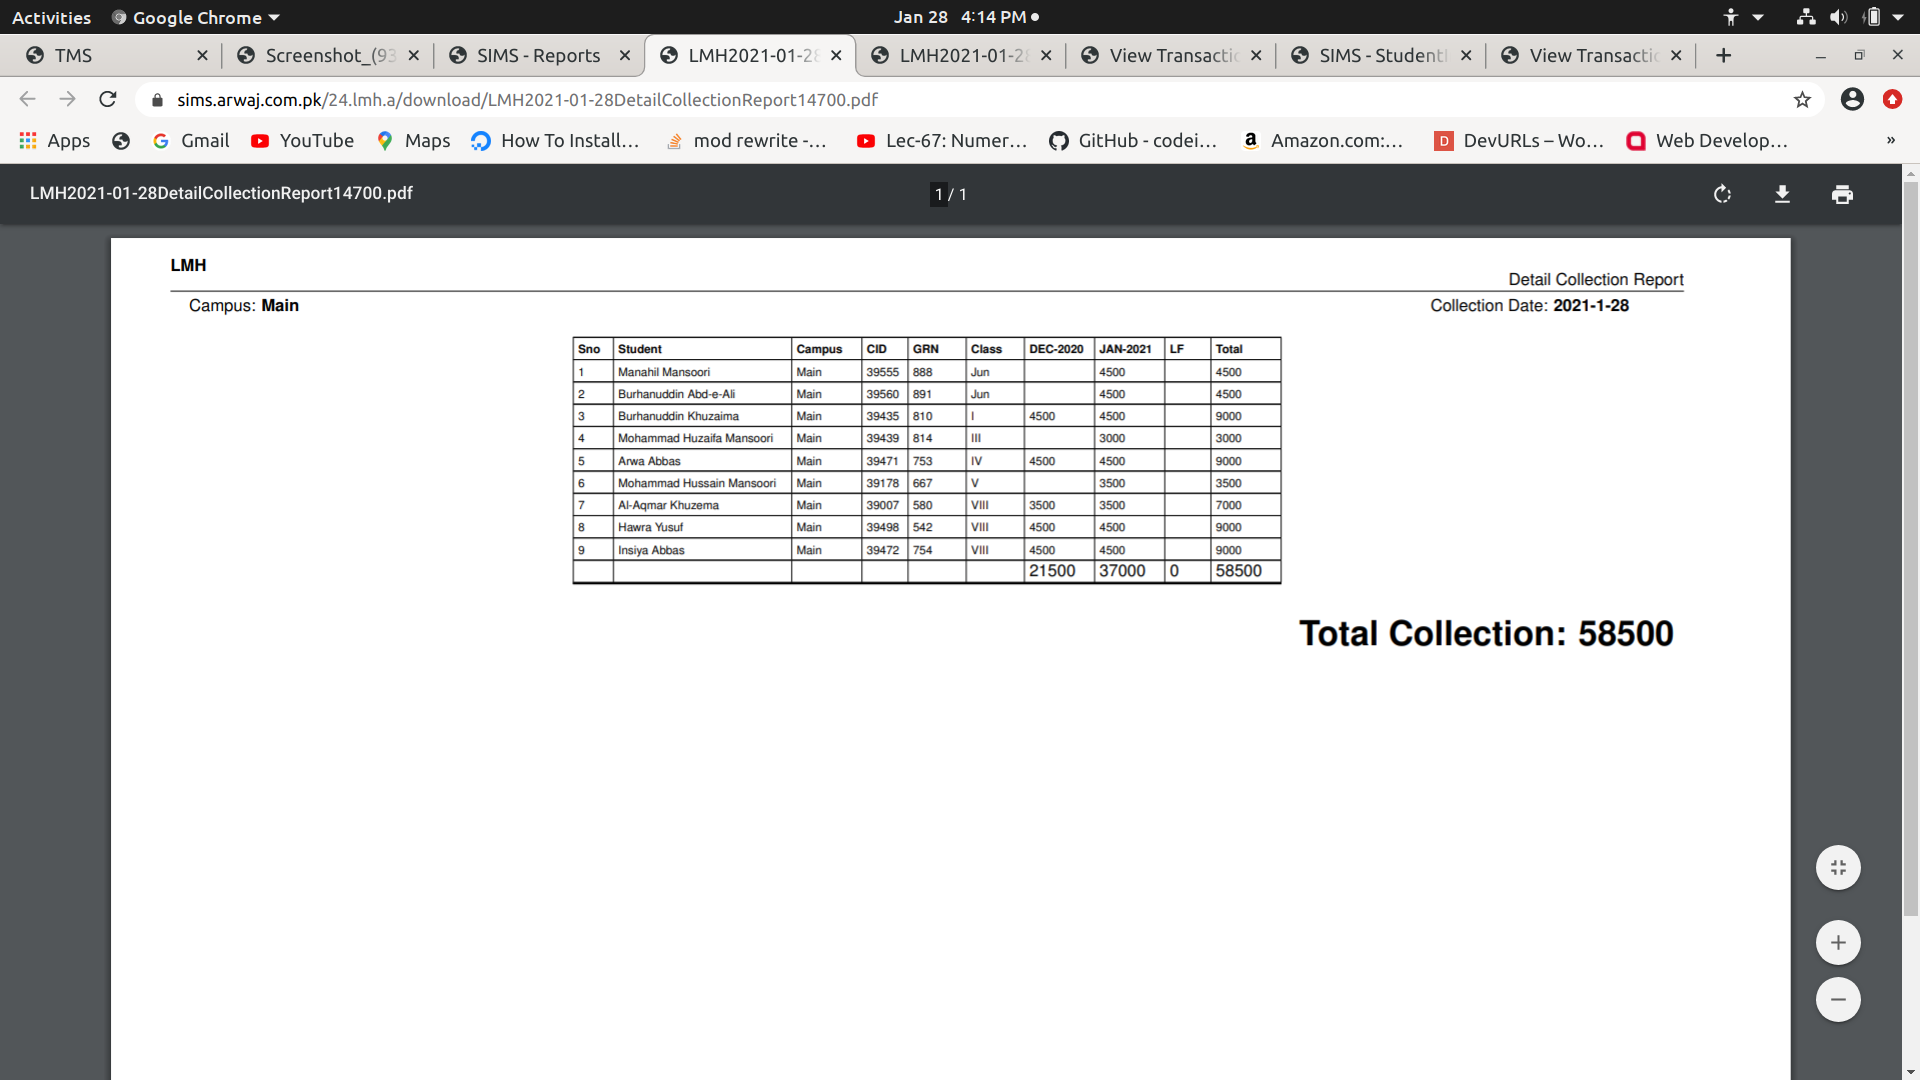 Activities Google Chrome Jan 28 4:14 PM
TMS Screenshot_(93 SIMS - Reports LMH2021-01-28 LMH2021-01-28 View Transactic SIMS - Student View Transactic
sims.arwaj.com.pk/24.lmh.a/download/LMH2021-01-28DetailCollectionReport14700.pdf
Apps Gmail YouTube Maps How To Install... mod rewrite -... Lec-67: Numer... GitHub - codei... Amazon.com:... DevURLs – Wo... Web Develop... »
LMH2021-01-28DetailCollectionReport14700.pdf 1 / 1
LMH
Detail Collection Report
Campus: Main Collection Date: 2021-1-28
Sno Student Campus CID GRN Class DEC-2020 JAN-2021 LF Total
1 Manahil Mansoori Main 39555 888 Jun 4500 4500
2 Burhanuddin Abd-e-Ali Main 39560 891 Jun 4500 4500
3 Burhanuddin Khuzaima Main 39435 810 I 4500 4500 9000
4 Mohammad Huzaifa Mansoori Main 39439 814 III 3000 3000
5 Arwa Abbas Main 39471 753 IV 4500 4500 9000
6 Mohammad Hussain Mansoori Main 39178 667 V 3500 3500
7 Al-Aqmar Khuzema Main 39007 580 VIII 3500 3500 7000
8 Hawra Yusuf Main 39498 542 VIII 4500 4500 9000
9 Insiya Abbas Main 39472 754 VIII 4500 4500 9000
21500 37000 0 58500
Total Collection: 58500